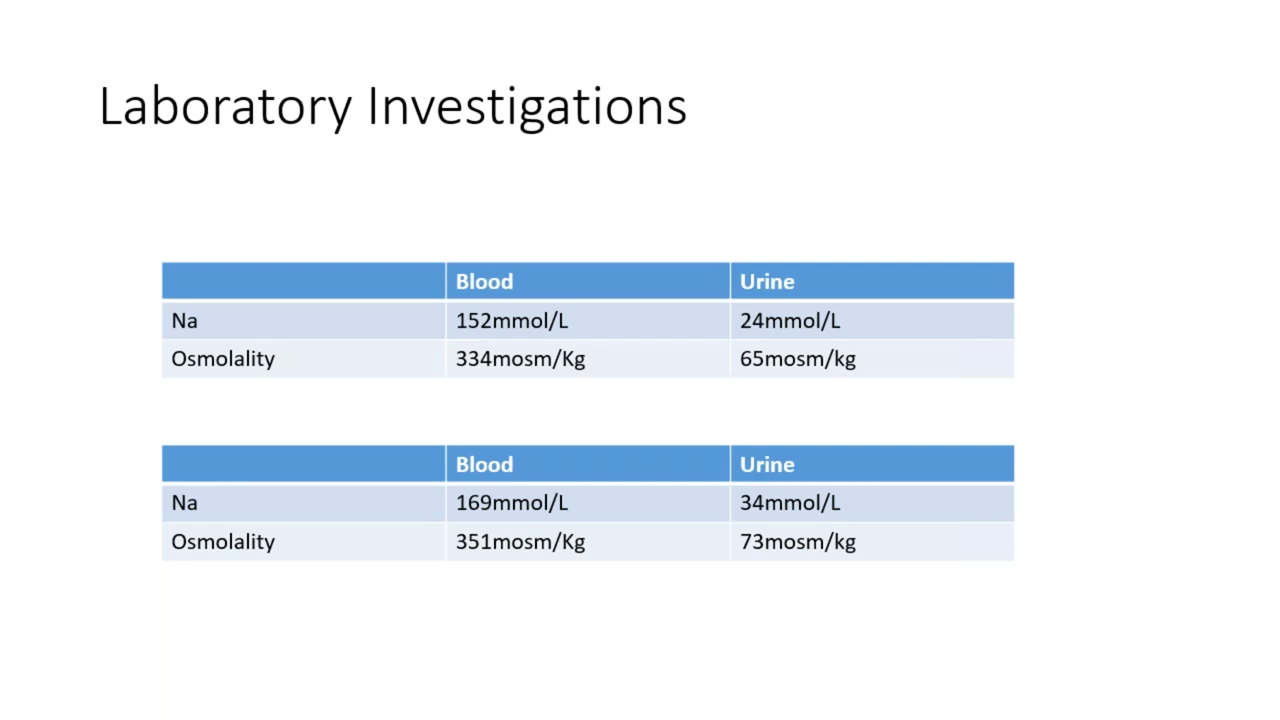 Laboratory Investigations
Blood Urine
Na 152mmol/L 24mmol/L
Osmolality 334mosm/Kg 65mosm/kg
Blood Urine
Na 169mmol/L 34mmol/L
Osmolality 351mosm/Kg 73mosm/kg